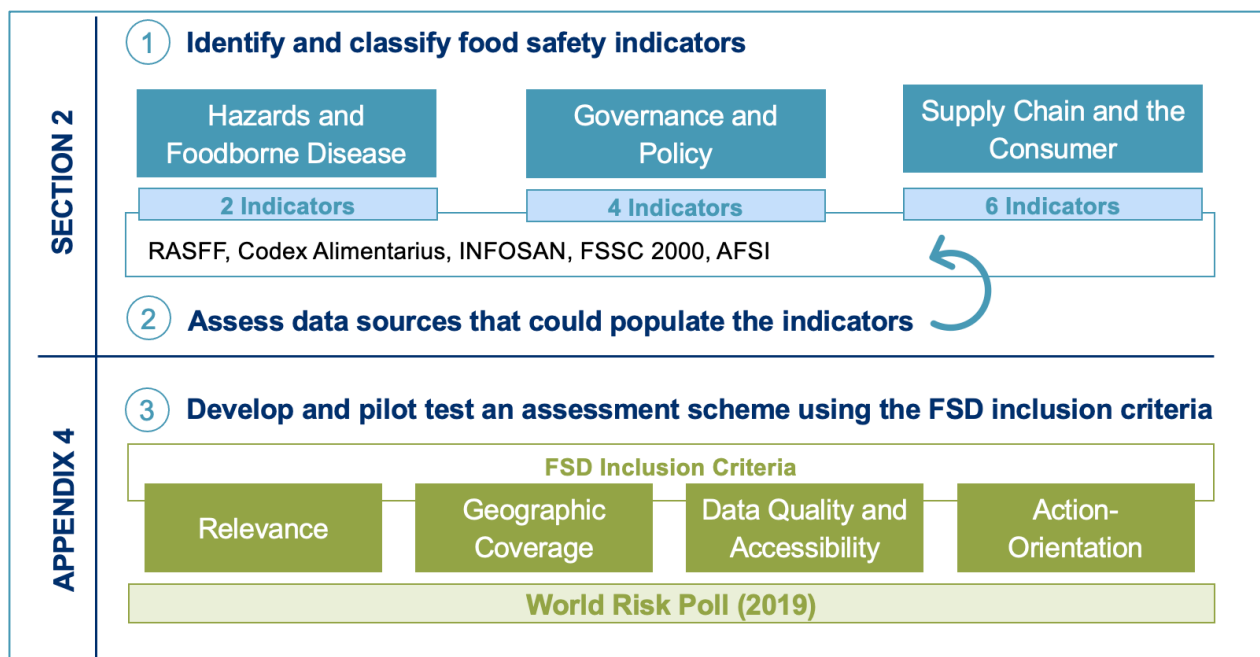 SECTION 2
1 Identify and classify food safety indicators
Hazards and
Foodborne Disease
2 Indicators
Governance and
Policy
4 Indicators
Supply Chain and the
Consumer
6 Indicators
RASFF, Codex Alimentarius, INFOSAN, FSSC 2000, AFSI
2 Assess data sources that could populate the indicators
APPENDIX 4
3 Develop and pilot test an assessment scheme using the FSD inclusion criteria
FSD Inclusion Criteria
Relevance
Geographic
Coverage
Data Quality and
Accessibility
Action-
Orientation
World Risk Poll (2019)